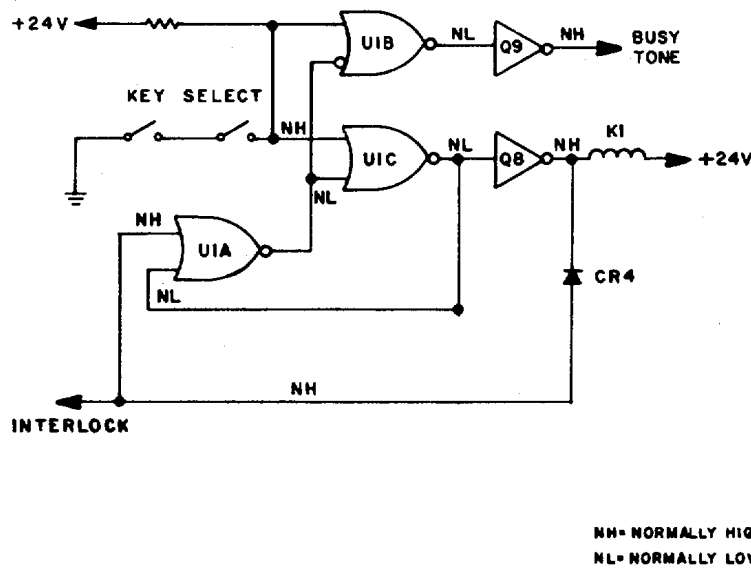 +24V
U1B
NL
Q9
NH
BUSY
TONE
KEY SELECT
NH
U1C
NL
Q8
NH
K1
+24V
NL
NH
U1A
NL
CR4
NH
INTERLOCK
NH= NORMALLY HIG
NL= NORMALLY LOW